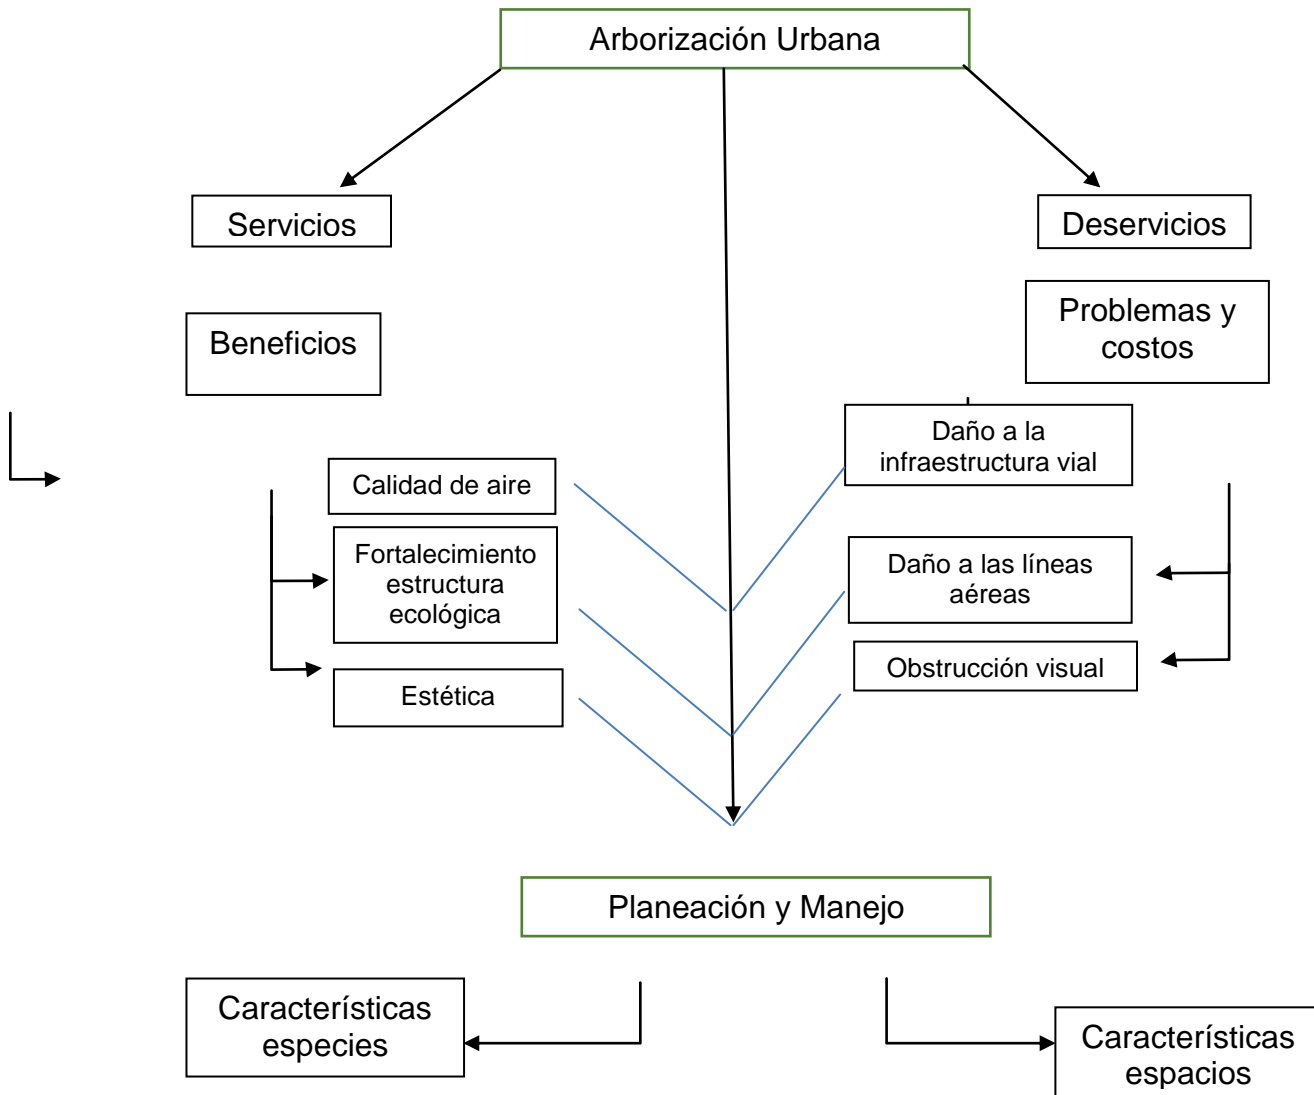 Arborización Urbana
Servicios
Deservicios
Beneficios
Problemas y
costos
Daño a la
infraestructura vial
Calidad de aire
Fortalecimiento
estructura
ecológica
Daño a las líneas
aéreas
Estética
Obstrucción visual
Planeación y Manejo
Características
especies
Características
espacios